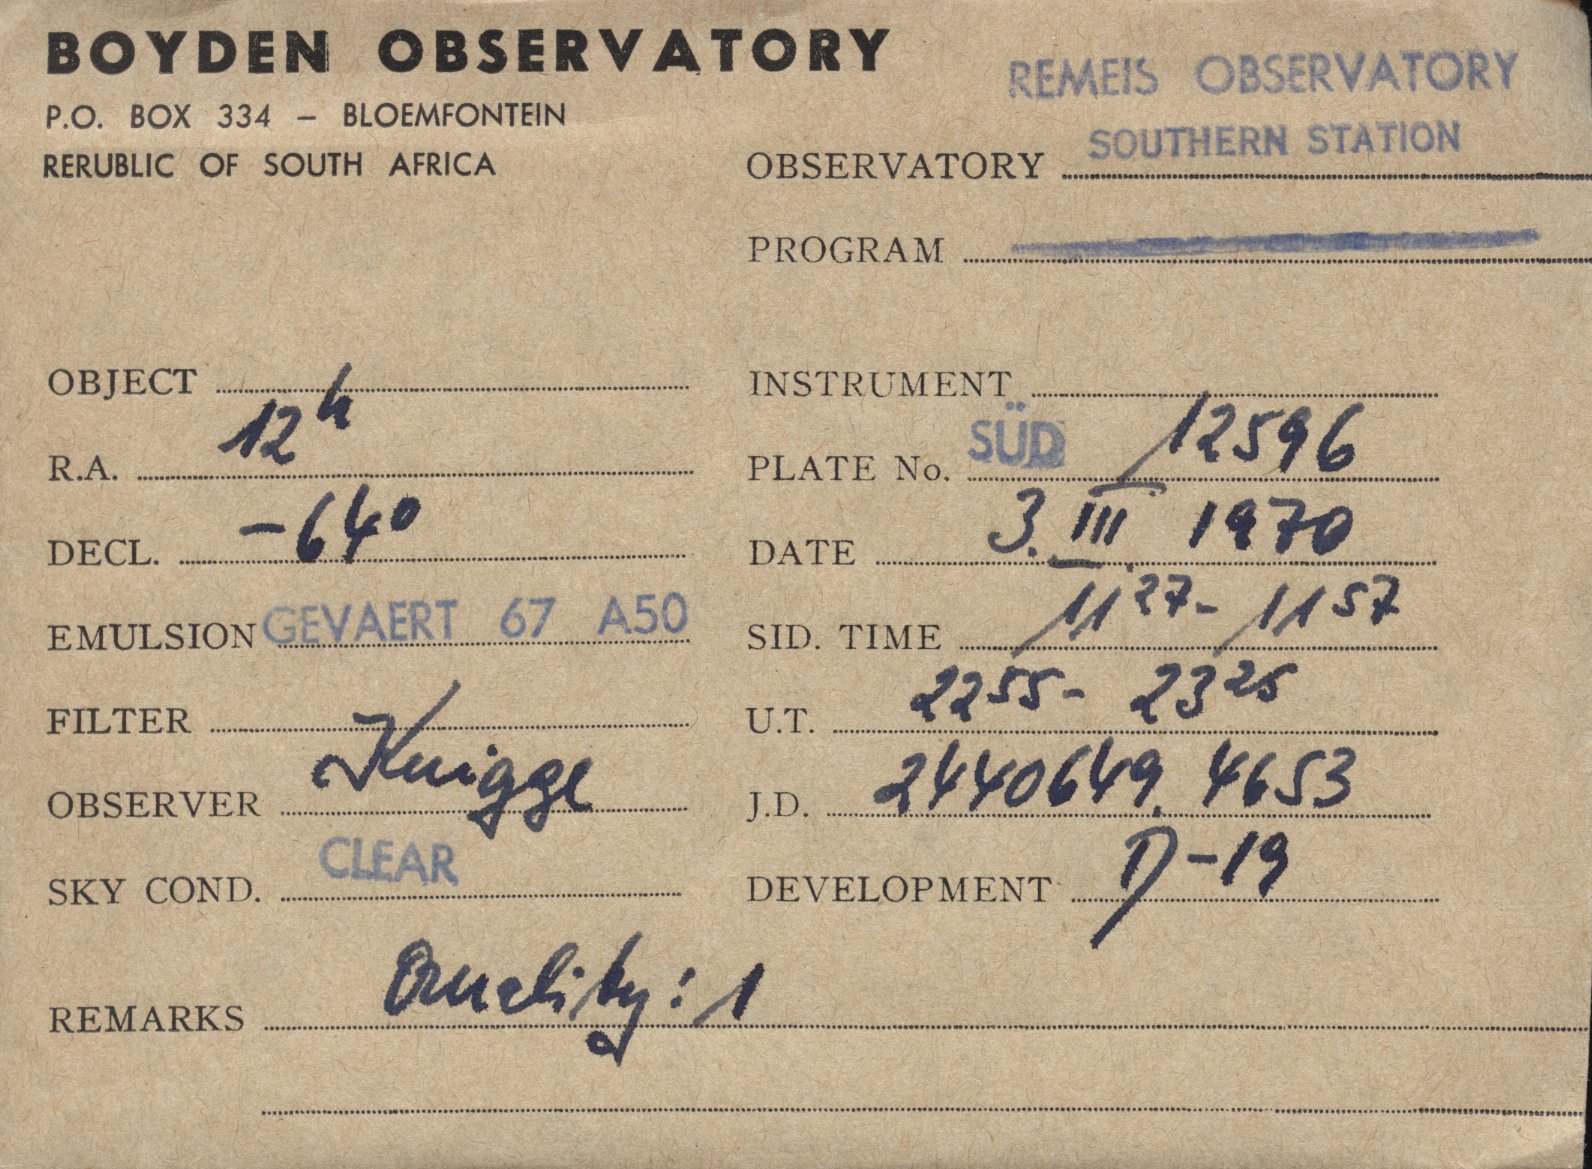 BOYDEN OBSERVATORY
P.O. BOX 334 – BLOEMFONTEIN
RERUBLIC OF SOUTH AFRICA
REMEIS OBSERVATORY
SOUTHERN STATION
OBSERVATORY
PROGRAM
OBJECT
R.A. 12h
DECL. -64°
EMULSION GEVAERT 67 A50
FILTER
OBSERVER Knigge
SKY COND. CLEAR
INSTRUMENT
PLATE No. SÜD 12596
DATE 3. III. 1970
SID. TIME 11 27 - 11 57
U.T. 22 55 - 23 25
J.D. 2440649.4653
DEVELOPMENT D-19
REMARKS Quality: 1